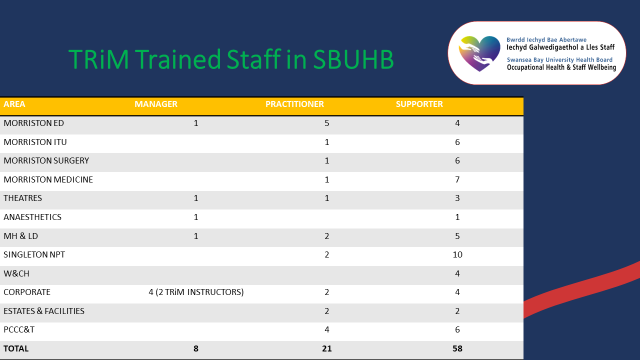 TRiM Trained Staff in SBUHB
Bwrdd Iechyd Bae Abertawe
Iechyd Galwedigaethol a Lles Staff
Swansea Bay University Health Board
Occupational Health & Staff Wellbeing
AREA MANAGER PRACTITIONER SUPPORTER
MORRISTON ED 1 5 4
MORRISTON ITU 1 6
MORRISTON SURGERY 1 6
MORRISTON MEDICINE 1 7
THEATRES 1 1 3
ANAESTHETICS 1 1
MH & LD 1 2 5
SINGLETON NPT 2 10
W&CH 4
CORPORATE 4 (2 TRiM INSTRUCTORS) 2 4
ESTATES & FACILITIES 2 2
PCCC&T 4 6
TOTAL 8 21 58